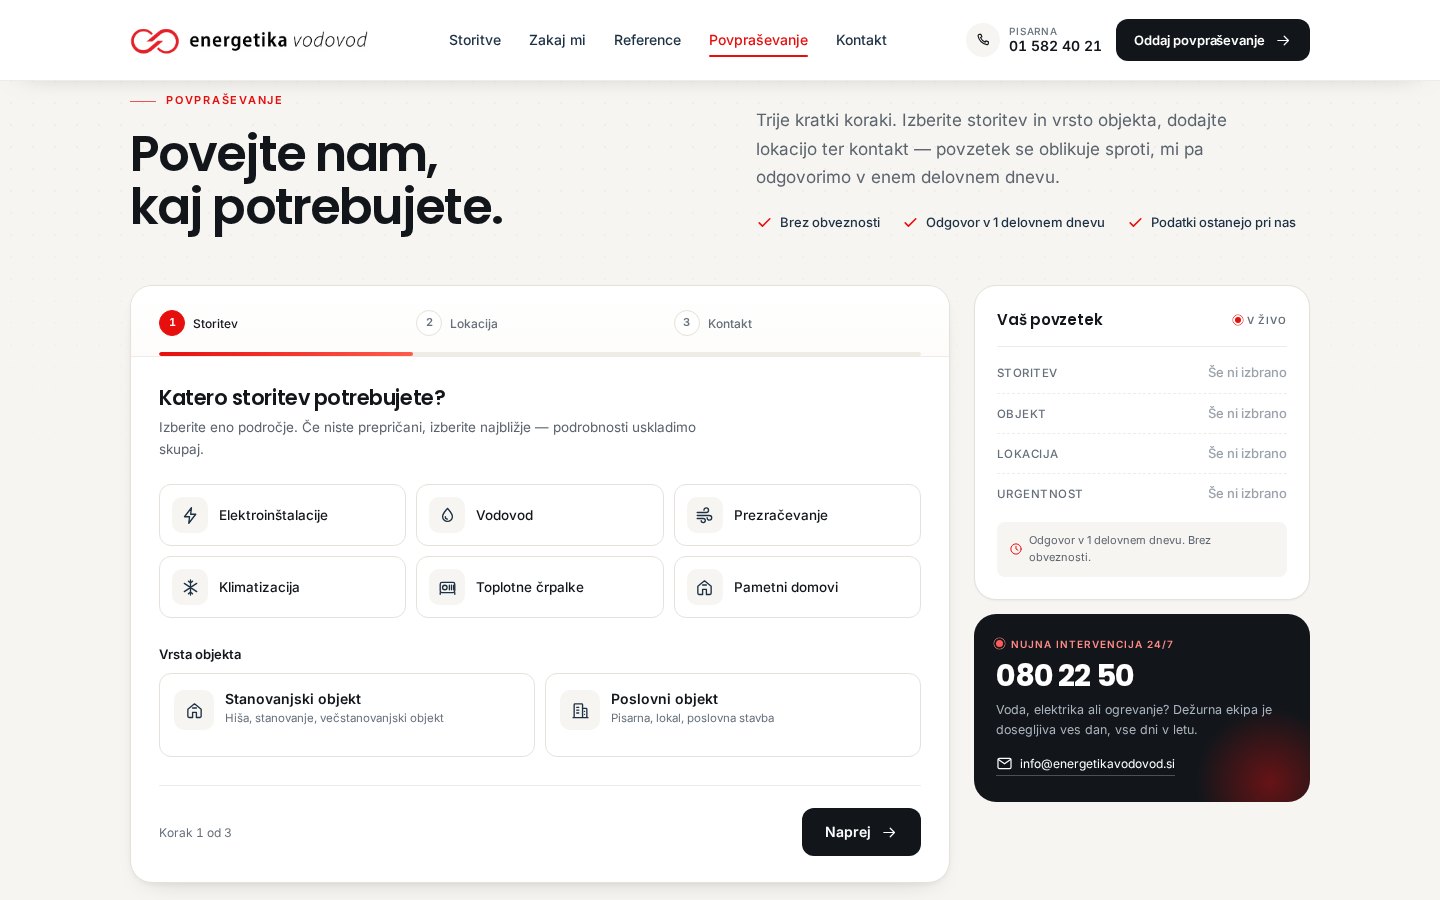 energetika vodovod
Storitve
Zakaj mi
Reference
Povpraševanje
Kontakt
PISARNA
01 582 40 21
Oddaj povpraševanje
POVPRAŠEVANJE
Povejte nam,
kaj potrebujete.
Trije kratki koraki. Izberite storitev in vrsto objekta, dodajte
lokacijo ter kontakt — povzetek se oblikuje sproti, mi pa
odgovorimo v enem delovnem dnevu.
Brez obveznosti
Odgovor v 1 delovnem dnevu
Podatki ostanejo pri nas
1 Storitev
2 Lokacija
3 Kontakt
Katero storitev potrebujete?
Izberite eno področje. Če niste prepričani, izberite najbližje — podrobnosti uskladimo
skupaj.
Elektroinštalacije
Vodovod
Prezračevanje
Klimatizacija
Toplotne črpalke
Pametni domovi
Vrsta objekta
Stanovanjski objekt
Hiša, stanovanje, večstanovanjski objekt
Poslovni objekt
Pisarna, lokal, poslovna stavba
Korak 1 od 3
Naprej
Vaš povzetek
V ŽIVO
STORITEV
Še ni izbrano
OBJEKT
Še ni izbrano
LOKACIJA
Še ni izbrano
URGENTNOST
Še ni izbrano
Odgovor v 1 delovnem dnevu. Brez
obveznosti.
NUJNA INTERVENCIJA 24/7
080 22 50
Voda, elektrika ali ogrevanje? Dežurna ekipa je
dosegljiva ves dan, vse dni v letu.
info@energetikavodovod.si